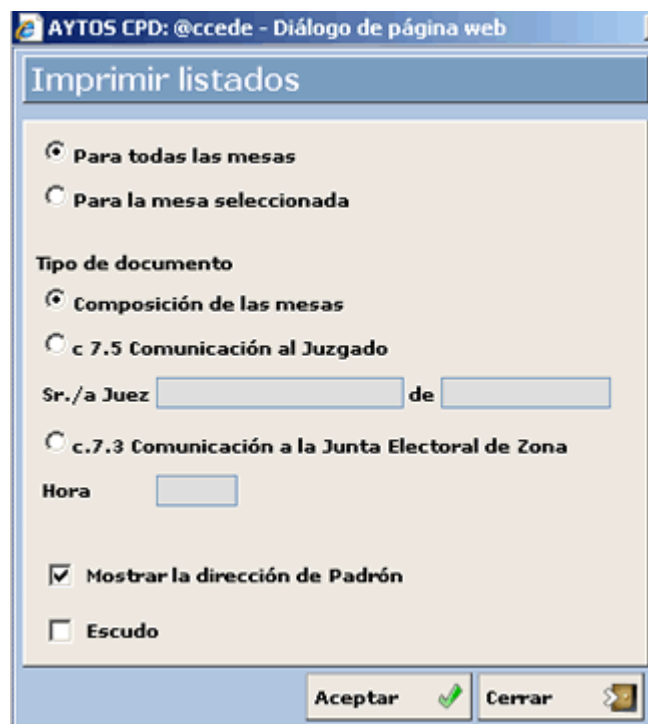 AYTOS CPD: @ccede - Diálogo de página web
Imprimir listados
Para todas las mesas
Para la mesa seleccionada
Tipo de documento
Composición de las mesas
c 7.5 Comunicación al Juzgado
Sr./a Juez de
c.7.3 Comunicación a la Junta Electoral de Zona
Hora
Mostrar la dirección de Padrón
Escudo
Aceptar Cerrar